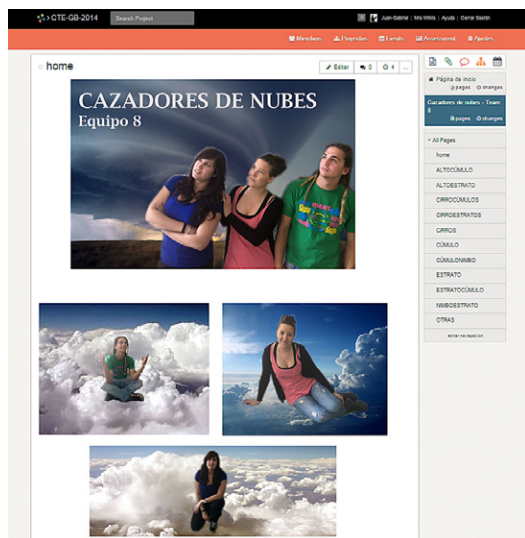 CTE-GB-2014
Search Project
Juan-Gabriel | Mis Wikis | Ayuda | Cerrar Sesión
Miembros
Proyectos
Events
Assessment
Ajustes
home
Editar
0
4
...
Página de inicio
pages
changes
Cazadores de nubes - Team
8
pages
changes
All Pages
home
ALTOCÚMULO
ALTOESTRATO
CIRROCÚMULOS
CIRROESTRATOS
CIRROS
CÚMULO
CÚMULONIMBO
ESTRATO
ESTRATOCÚMULO
NIMBOESTRATO
OTRAS
editar navegación
CAZADORES DE NUBES
Equipo 8